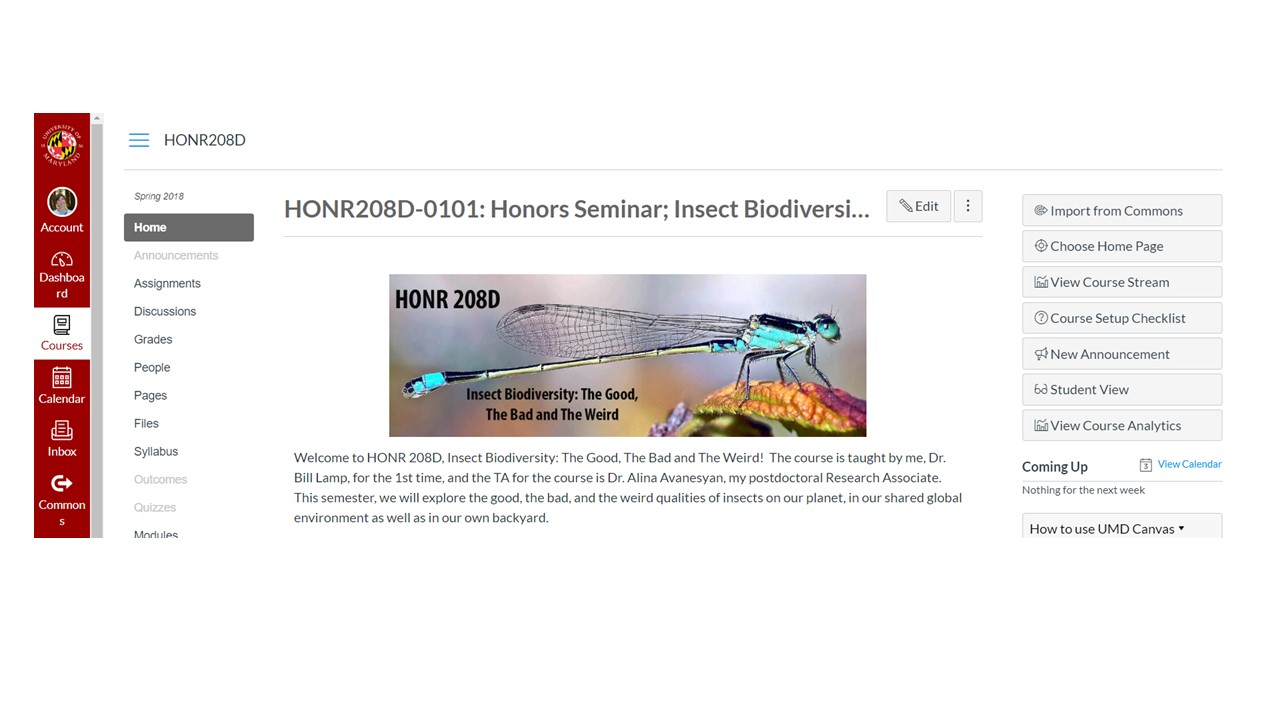 UNIVERSITY OF
MARYLAND
Account
Dashboa
rd
Courses
Calendar
Inbox
Common
s
HONR208D
Spring 2018
Home
Announcements
Assignments
Discussions
Grades
People
Pages
Files
Syllabus
Outcomes
Quizzes
Modules
HONR208D-0101: Honors Seminar; Insect Biodiversi...
Edit
HONR 208D
Insect Biodiversity: The Good,
The Bad and The Weird
Welcome to HONR 208D, Insect Biodiversity: The Good, The Bad and The Weird!  The course is taught by me, Dr.
Bill Lamp, for the 1st time, and the TA for the course is Dr. Alina Avanesyan, my postdoctoral Research Associate.
This semester, we will explore the good, the bad, and the weird qualities of insects on our planet, in our shared global
environment as well as in our own backyard.
Import from Commons
Choose Home Page
View Course Stream
Course Setup Checklist
New Announcement
Student View
View Course Analytics
Coming Up
3 View Calendar
Nothing for the next week
How to use UMD Canvas